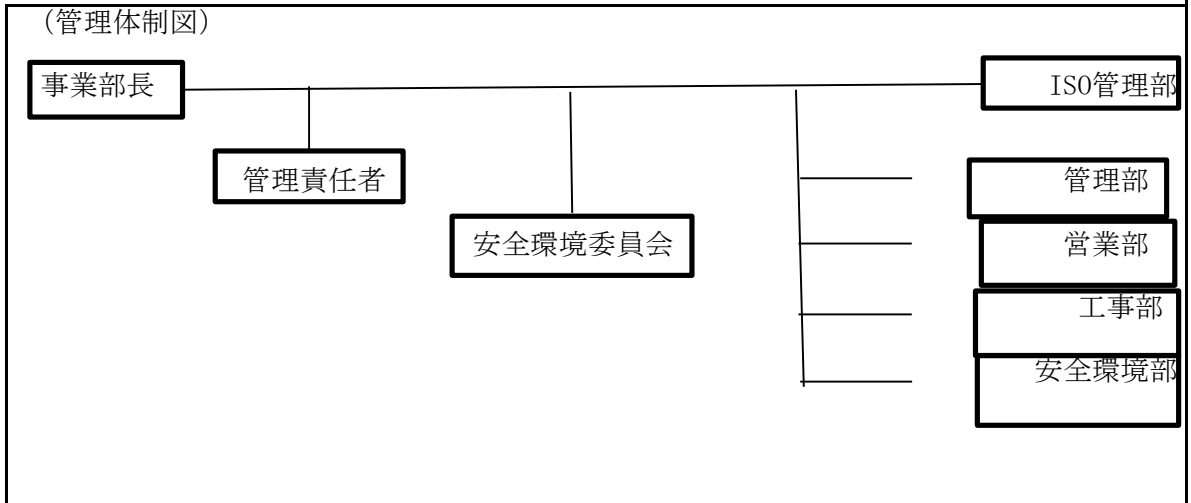 （管理体制図）
事業部長
ISO管理部
管理責任者
管理部
安全環境委員会
営業部
工事部
安全環境部